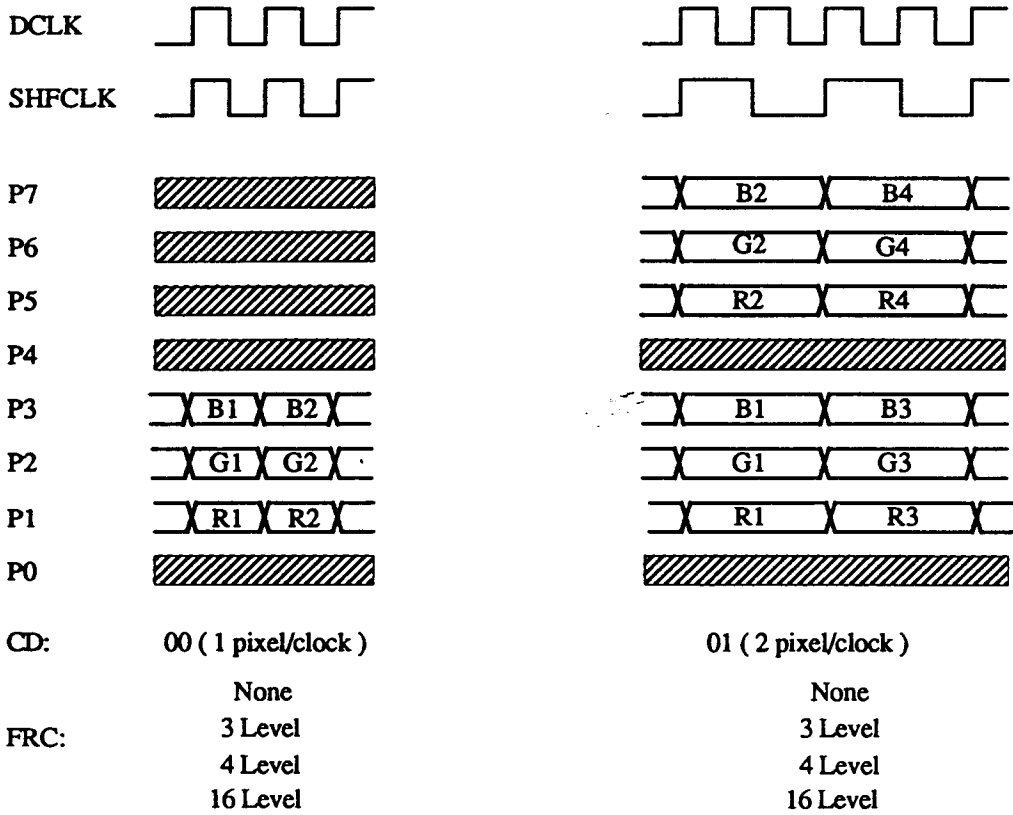 DCLK
SHFCLK
P7 B2 B4
P6 G2 G4
P5 R2 R4
P4
P3 B1 B2 B1 B3
P2 G1 G2 G1 G3
P1 R1 R2 R1 R3
P0
CD: 00 ( 1 pixel/clock ) 01 ( 2 pixel/clock )
None None
FRC: 3 Level 3 Level
4 Level 4 Level
16 Level 16 Level